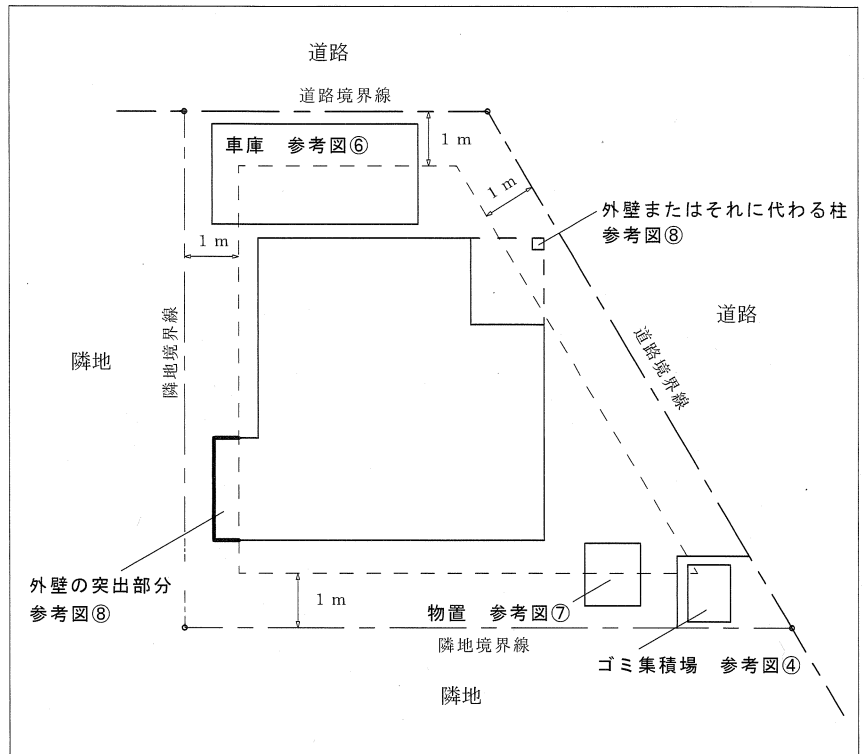 道路
道路境界線
車庫 参考図⑥
1 m
1 m
外壁またはそれに代わる柱
参考図⑧
1 m
隣地境界線
道路
隣地
道路境界線
外壁の突出部分
参考図⑧
1 m
物置 参考図⑦
隣地境界線
ゴミ集積場 参考図④
隣地